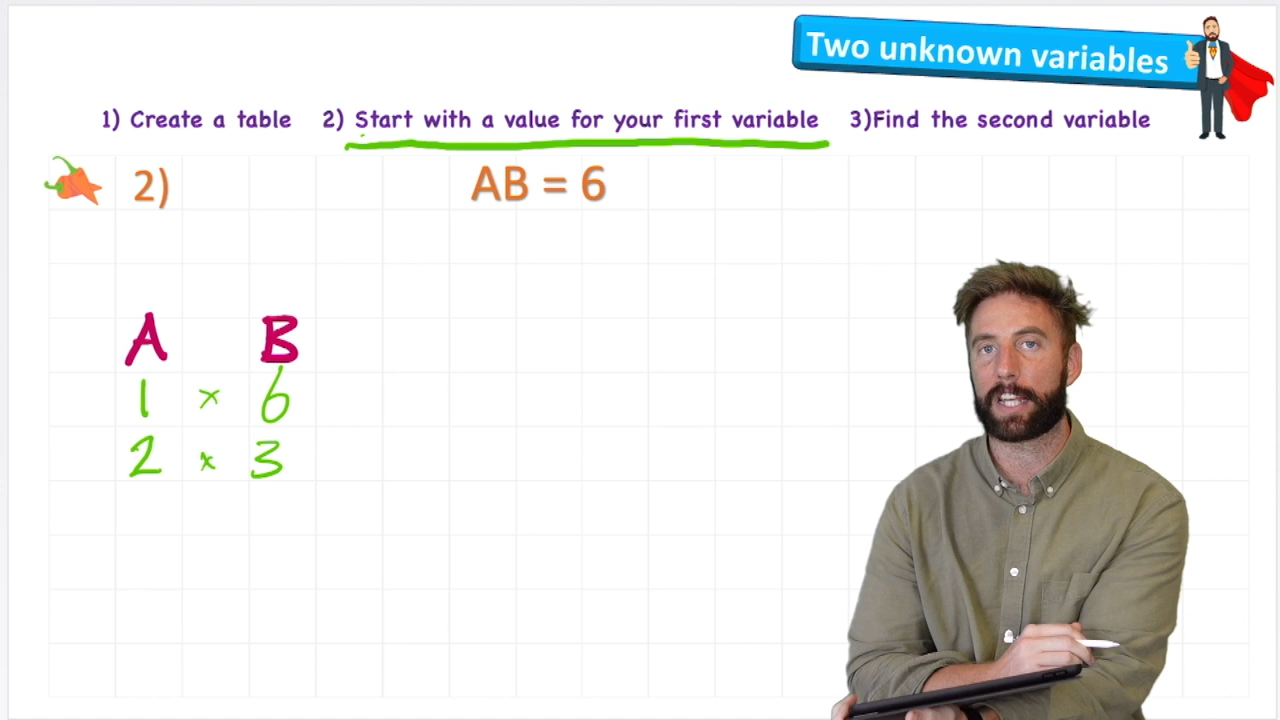 Two unknown variables
1) Create a table 2) Start with a value for your first variable 3)Find the second variable
2) AB = 6
A B
1 × 6
2 × 3